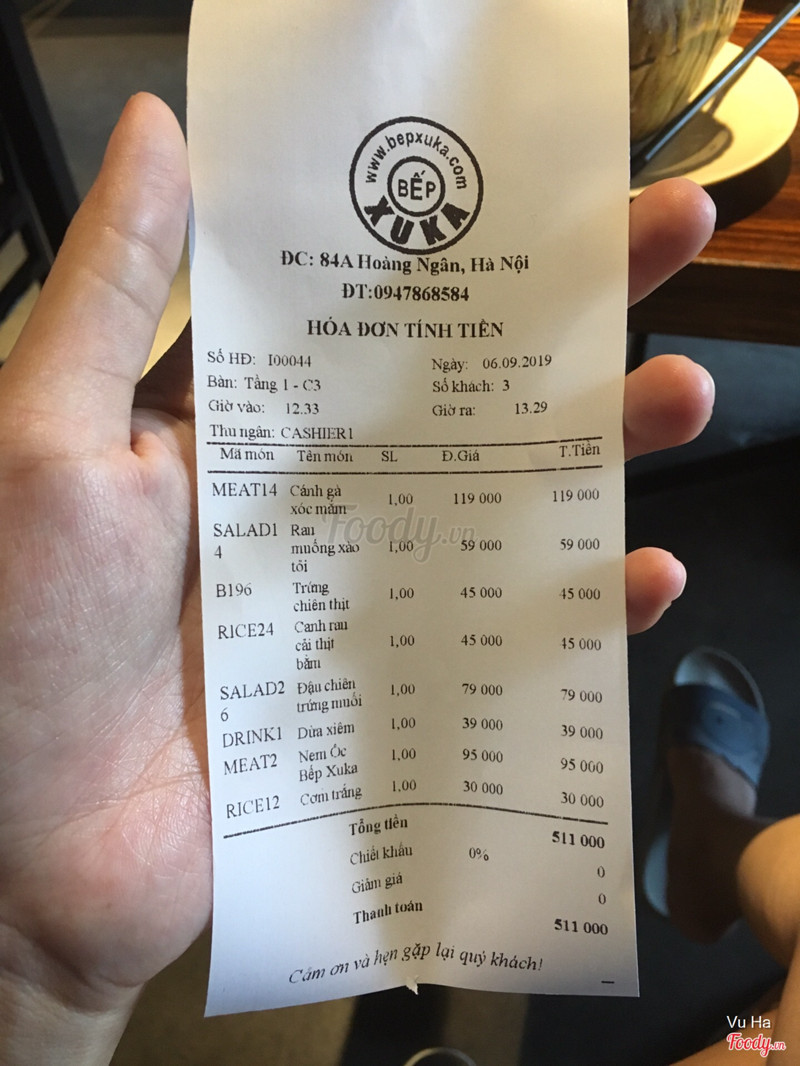 www.bepxuka.com
BẾP
XUKA
ĐC: 84A Hoàng Ngân, Hà Nội
ĐT:0947868584
HÓA ĐƠN TÍNH TIỀN
Số HĐ: I00044 Ngày: 06.09.2019
Bàn: Tầng 1 - C3 Số khách: 3
Giờ vào: 12.33 Giờ ra: 13.29
Thu ngân: CASHIER1
Mã món Tên món SL Đ.Giá T.Tiền
MEAT14 Cánh gà 1,00 119 000 119 000
xóc mắm
SALAD1 Rau
4 muống xào 1,00 59 000 59 000
tỏi
B196 Trứng 1,00 45 000 45 000
chiên thịt
RICE24 Canh rau 1,00 45 000 45 000
cải thịt
bằm
SALAD2 Đậu chiên 1,00 79 000 79 000
6 trứng muối
DRINK1 Dừa xiêm 1,00 39 000 39 000
MEAT2 Nem Ốc 1,00 95 000 95 000
Bếp Xuka
RICE12 Cơm trắng 1,00 30 000 30 000
Tổng tiền 511 000
Chiết khấu 0% 0
Giảm giá 0
Thanh toán 511 000
Cám ơn và hẹn gặp lại quý khách!
Foody.vn
Vu Ha
Foody.vn